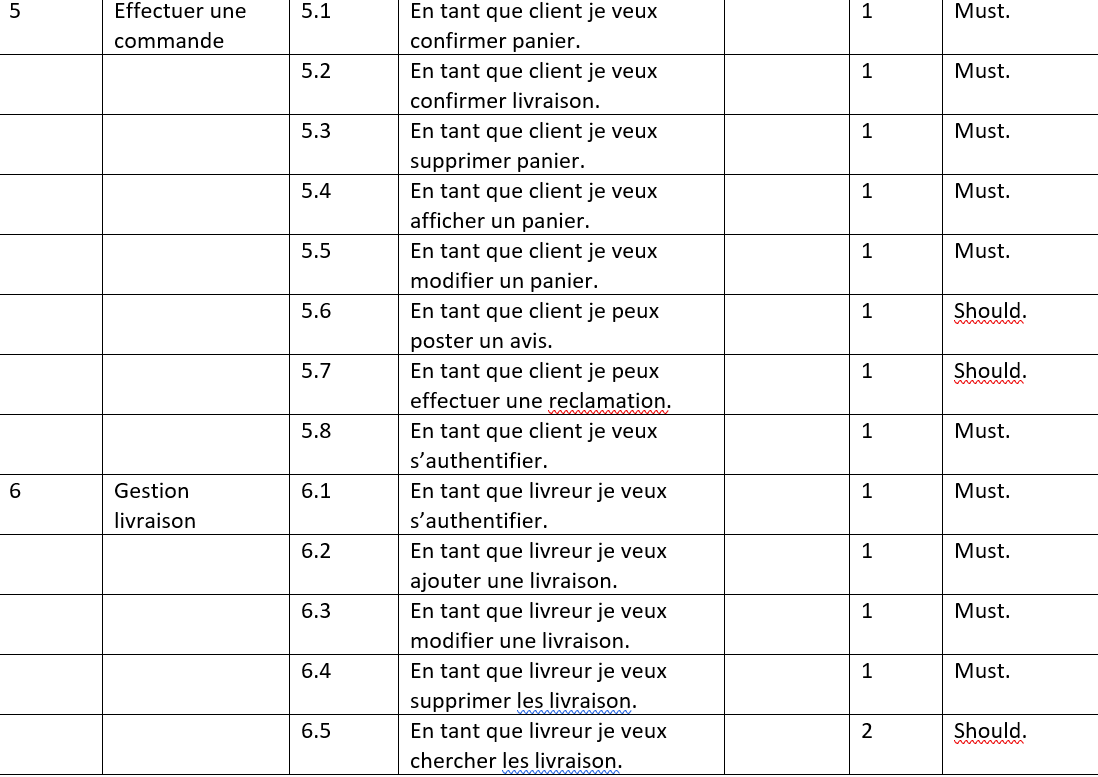 5 Effectuer une 5.1 En tant que client je veux 1 Must.
commande confirmer panier.
5.2 En tant que client je veux 1 Must.
confirmer livraison.
5.3 En tant que client je veux 1 Must.
supprimer panier.
5.4 En tant que client je veux 1 Must.
afficher un panier.
5.5 En tant que client je veux 1 Must.
modifier un panier.
5.6 En tant que client je peux 1 Should.
poster un avis.
5.7 En tant que client je peux 1 Should.
effectuer une reclamation.
5.8 En tant que client je veux 1 Must.
s’authentifier.
6 Gestion 6.1 En tant que livreur je veux 1 Must.
livraison s’authentifier.
6.2 En tant que livreur je veux 1 Must.
ajouter une livraison.
6.3 En tant que livreur je veux 1 Must.
modifier une livraison.
6.4 En tant que livreur je veux 1 Must.
supprimer les livraison.
6.5 En tant que livreur je veux 2 Should.
chercher les livraison.